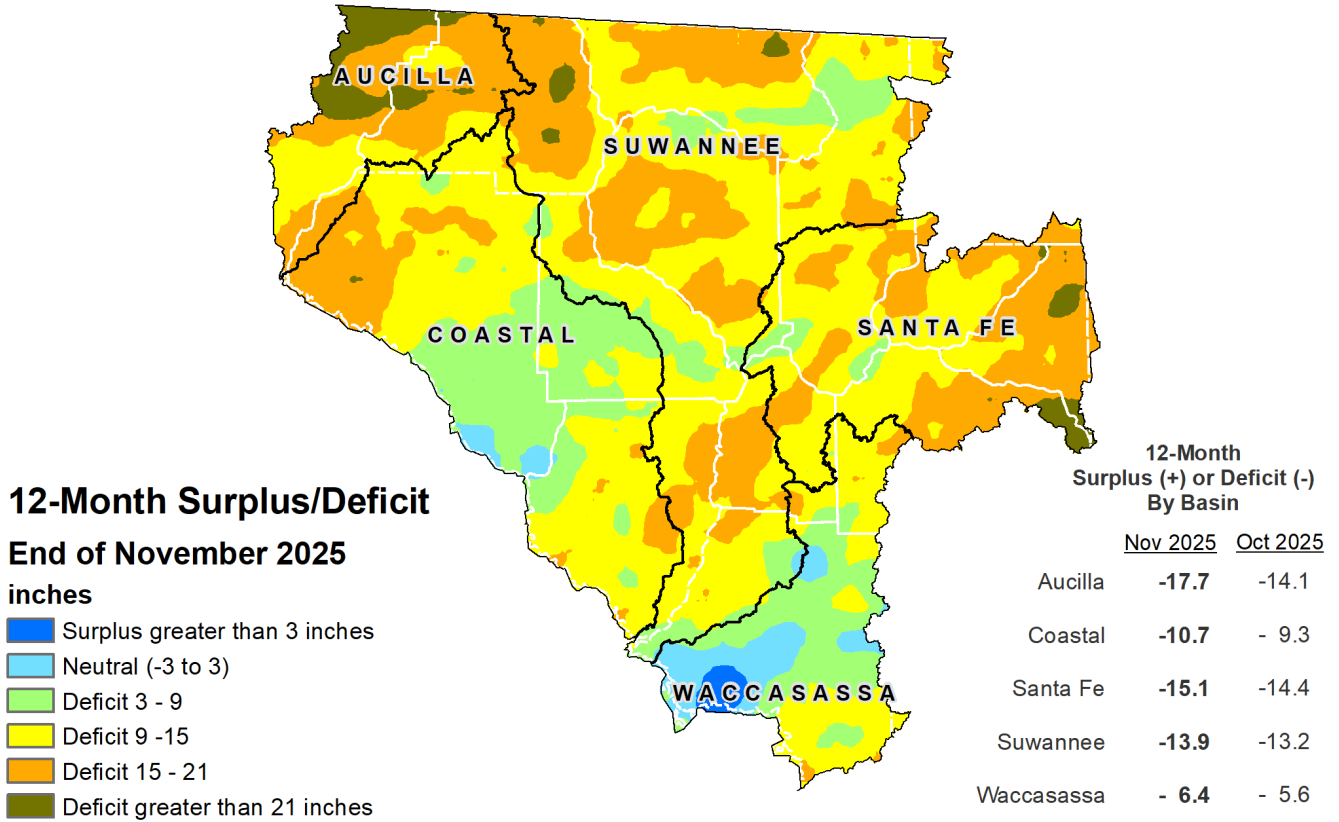 AUCILLA
SUWANNEE
COASTAL
SANTA FE
WACCASASSA
12-Month Surplus/Deficit
End of November 2025
inches
Surplus greater than 3 inches
Neutral (-3 to 3)
Deficit 3 - 9
Deficit 9 -15
Deficit 15 - 21
Deficit greater than 21 inches
12-Month
Surplus (+) or Deficit (-)
By Basin
Nov 2025 Oct 2025
Aucilla -17.7 -14.1
Coastal -10.7 - 9.3
Santa Fe -15.1 -14.4
Suwannee -13.9 -13.2
Waccasassa - 6.4 - 5.6